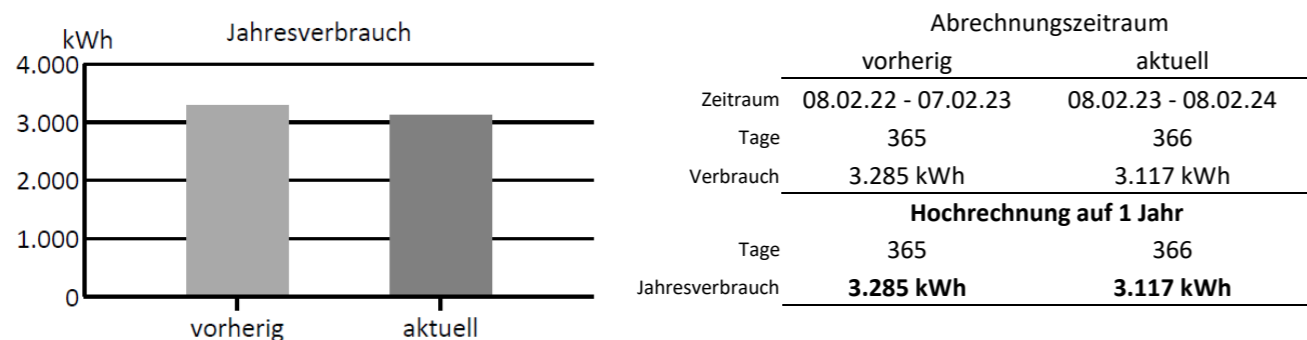 kWh
Jahresverbrauch
4.000
3.000
2.000
1.000
0
vorherig aktuell
Abrechnungszeitraum
vorherig aktuell
Zeitraum 08.02.22 - 07.02.23 08.02.23 - 08.02.24
Tage 365 366
Verbrauch 3.285 kWh 3.117 kWh
Hochrechnung auf 1 Jahr
Tage 365 366
Jahresverbrauch 3.285 kWh 3.117 kWh